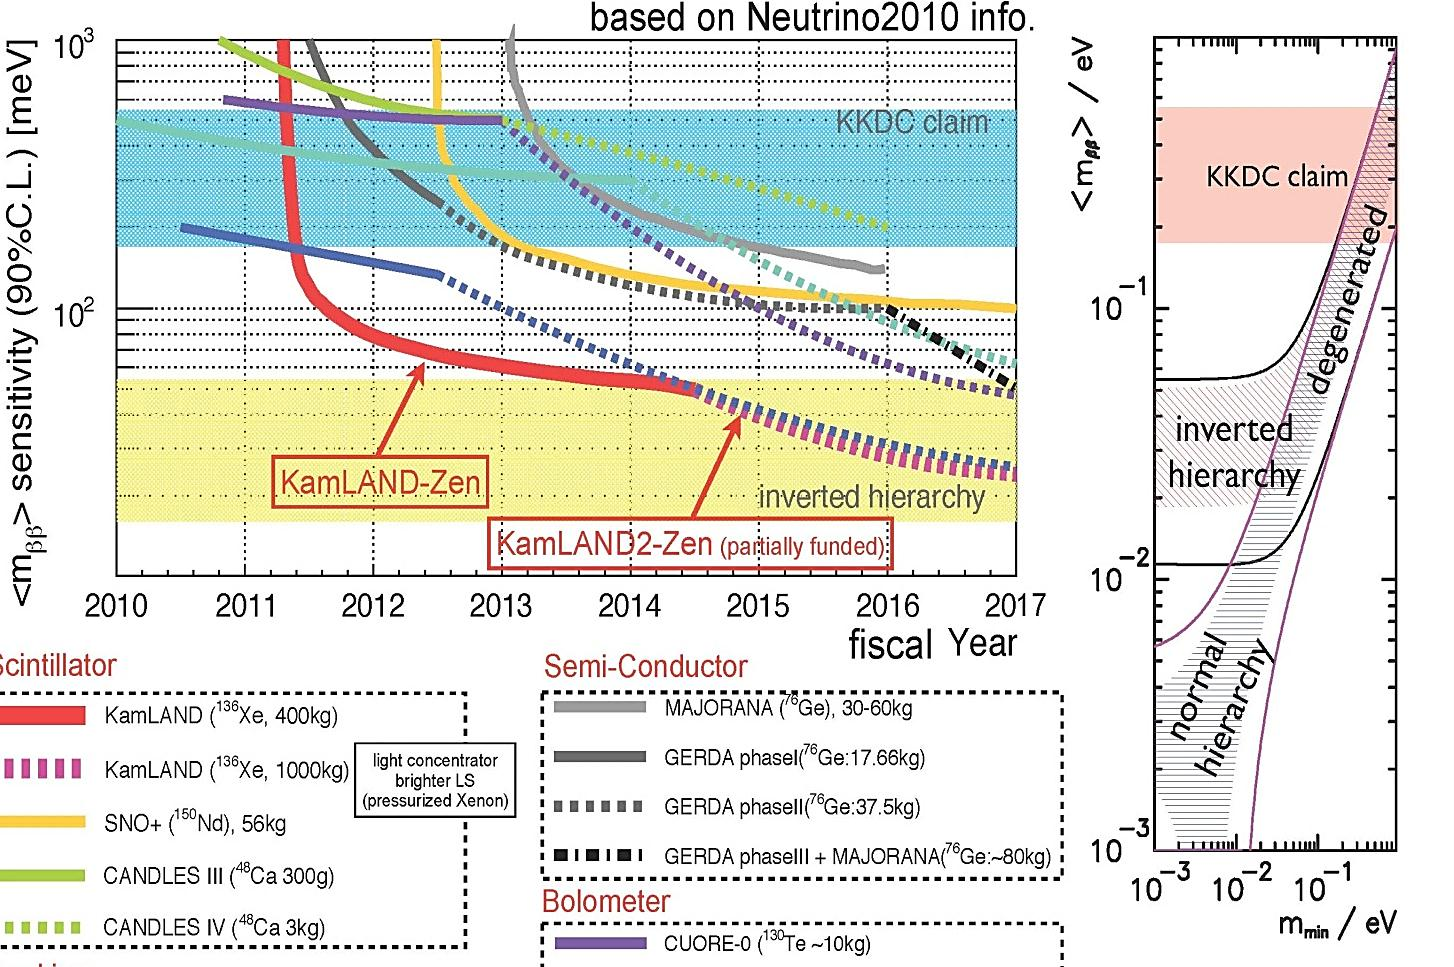 based on Neutrino2010 info.
<mββ> sensitivity (90%C.L.) [meV]
10³
10²
KKDC claim
KamLAND-Zen
inverted hierarchy
KamLAND2-Zen (partially funded)
2010 2011 2012 2013 2014 2015 2016 2017
fiscal Year
<mββ> / eV
KKDC claim
10⁻¹
degenerated
inverted
hierarchy
10⁻²
normal
hierarchy
10⁻³
10⁻³ 10⁻² 10⁻¹
mmin / eV
Scintillator
KamLAND (¹³⁶Xe, 400kg)
KamLAND (¹³⁶Xe, 1000kg)
light concentrator
brighter LS
(pressurized Xenon)
SNO+ (¹⁵⁰Nd), 56kg
CANDLES III (⁴⁸Ca 300g)
CANDLES IV (⁴⁸Ca 3kg)
Semi-Conductor
MAJORANA (⁷⁶Ge), 30-60kg
GERDA phaseI(⁷⁶Ge:17.66kg)
GERDA phaseII(⁷⁶Ge:37.5kg)
GERDA phaseIII + MAJORANA(⁷⁶Ge:~80kg)
Bolometer
CUORE-0 (¹³⁰Te ~10kg)